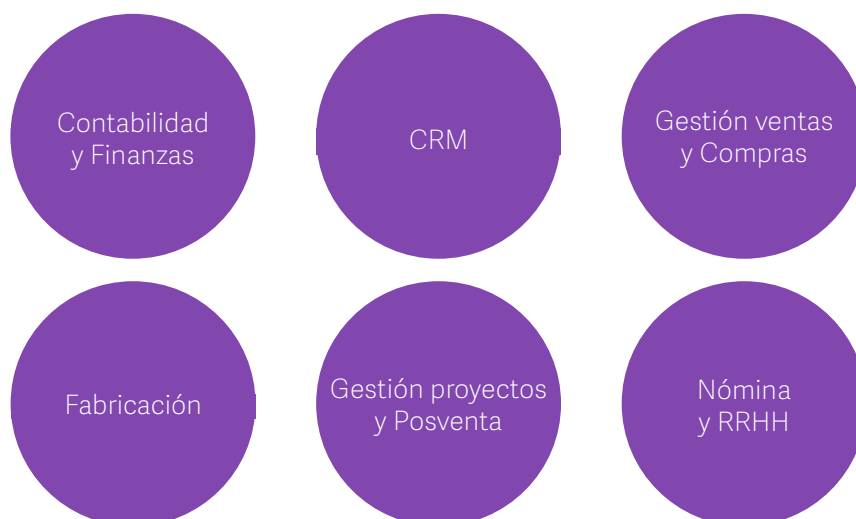 Contabilidad
y Finanzas
CRM
Gestión ventas
y Compras
Fabricación
Gestión proyectos
y Posventa
Nómina
y RRHH